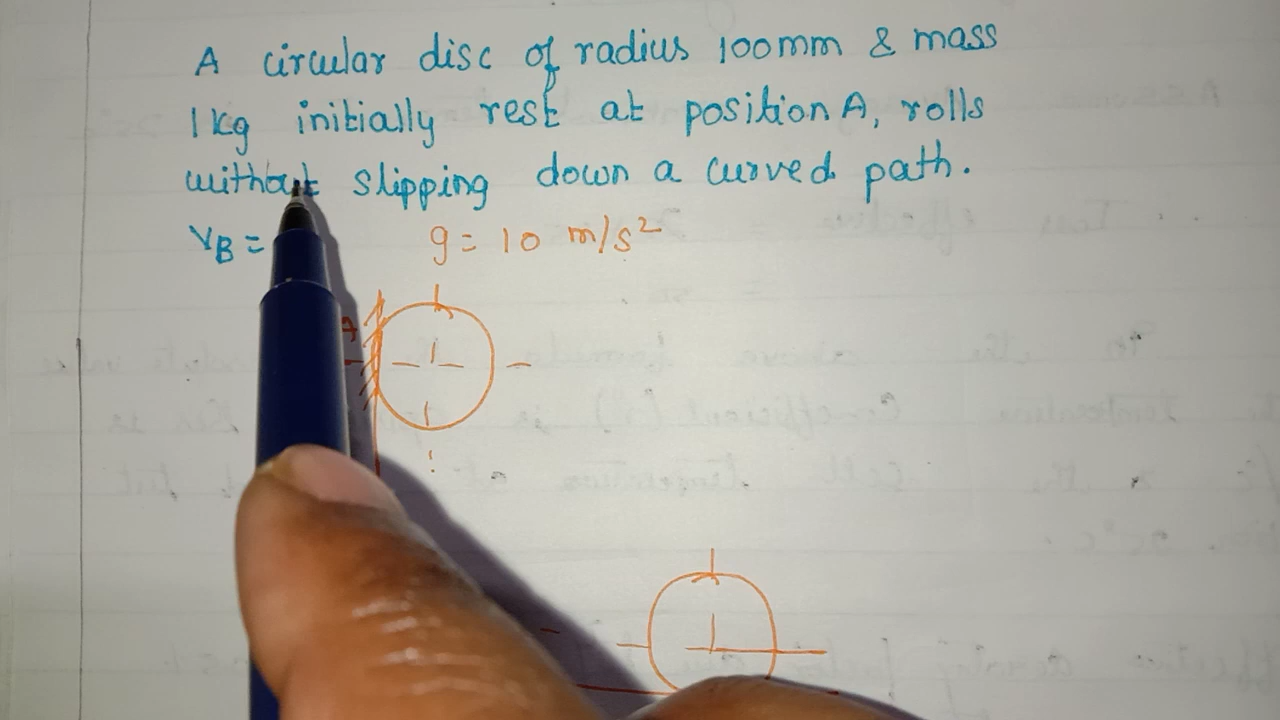 A circular disc of radius 100mm & mass
1kg initially rest at position A, rolls
without slipping down a curved path.
VB = g = 10 m/s²
A